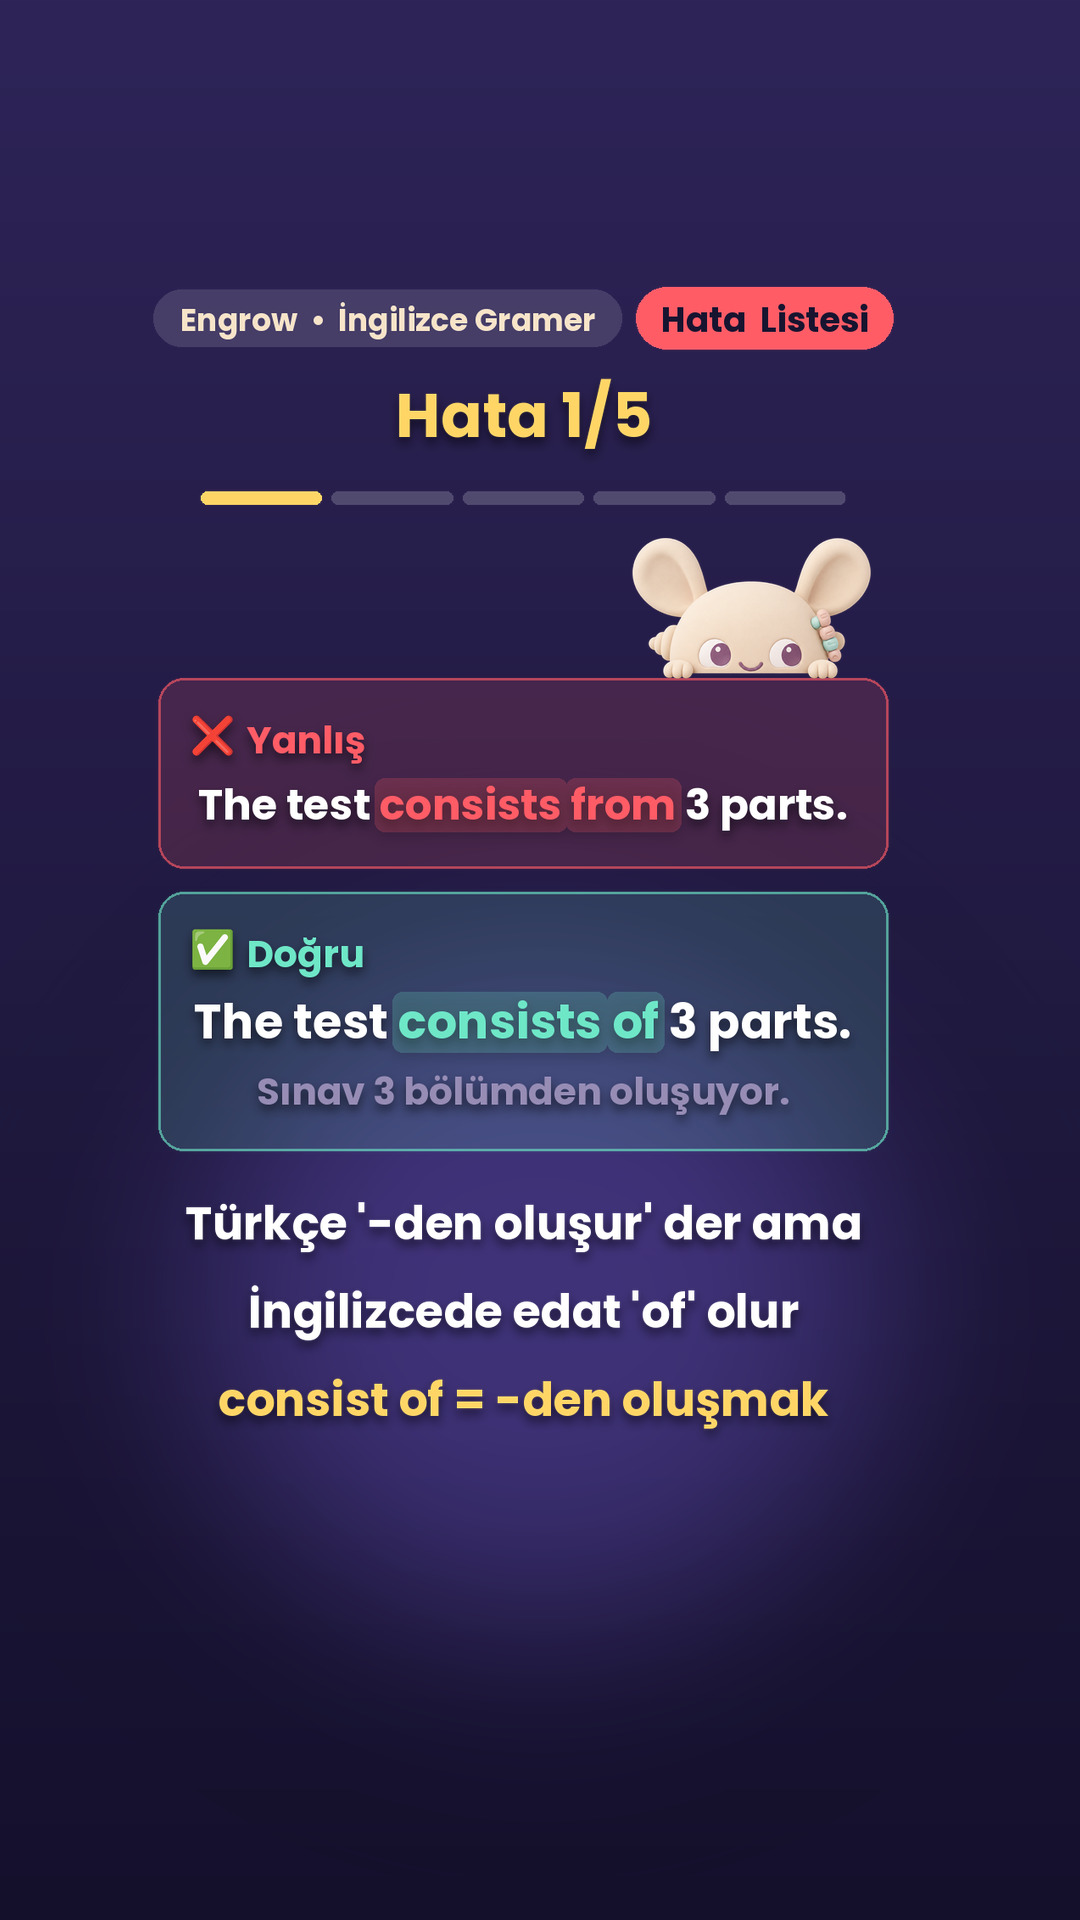 Engrow • İngilizce Gramer
Hata Listesi
Hata 1/5
❌ Yanlış
The test consists from 3 parts.
✅ Doğru
The test consists of 3 parts.
Sınav 3 bölümden oluşuyor.
Türkçe '-den oluşur' der ama
İngilizcede edat 'of' olur
consist of = -den oluşmak